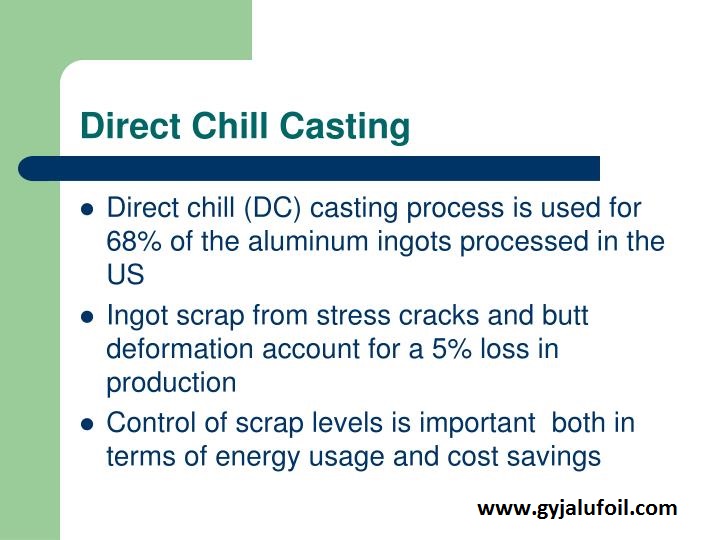 Direct Chill Casting
Direct chill (DC) casting process is used for
68% of the aluminum ingots processed in the
US
Ingot scrap from stress cracks and butt
deformation account for a 5% loss in
production
Control of scrap levels is important  both in
terms of energy usage and cost savings
www.gyjalufoil.com